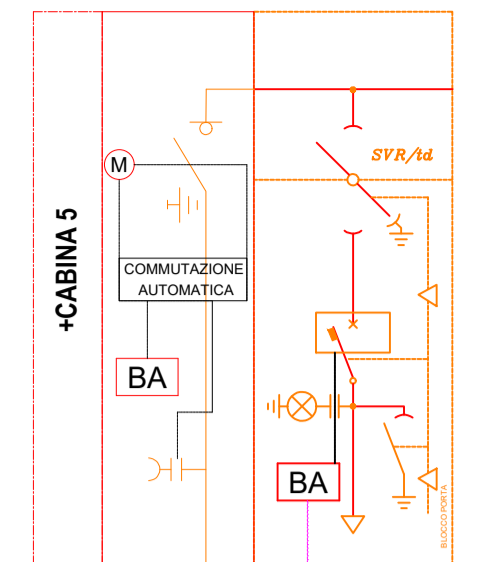 +CABINA 5
M
COMMUTAZIONE
AUTOMATICA
BA
SVR/td
BA
BLOCCO PORTA